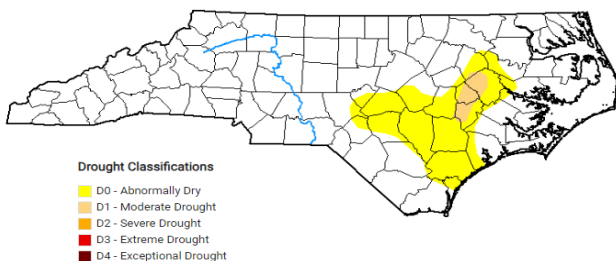 Drought Classifications
D0 - Abnormally Dry
D1 - Moderate Drought
D2 - Severe Drought
D3 - Extreme Drought
D4 - Exceptional Drought